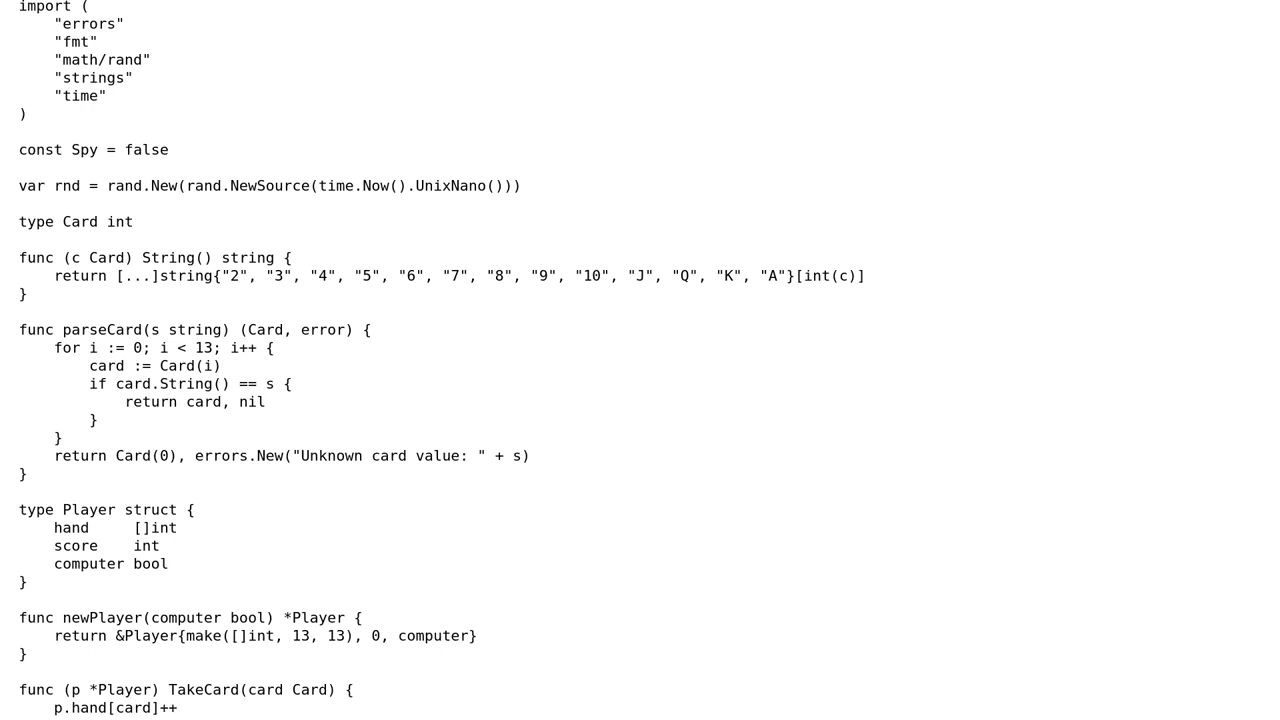 import (
    "errors"
    "fmt"
    "math/rand"
    "strings"
    "time"
)

const Spy = false

var rnd = rand.New(rand.NewSource(time.Now().UnixNano()))

type Card int

func (c Card) String() string {
    return [...]string{"2", "3", "4", "5", "6", "7", "8", "9", "10", "J", "Q", "K", "A"}[int(c)]
}

func parseCard(s string) (Card, error) {
    for i := 0; i < 13; i++ {
        card := Card(i)
        if card.String() == s {
            return card, nil
        }
    }
    return Card(0), errors.New("Unknown card value: " + s)
}

type Player struct {
    hand     []int
    score    int
    computer bool
}

func newPlayer(computer bool) *Player {
    return &Player{make([]int, 13, 13), 0, computer}
}

func (p *Player) TakeCard(card Card) {
    p.hand[card]++